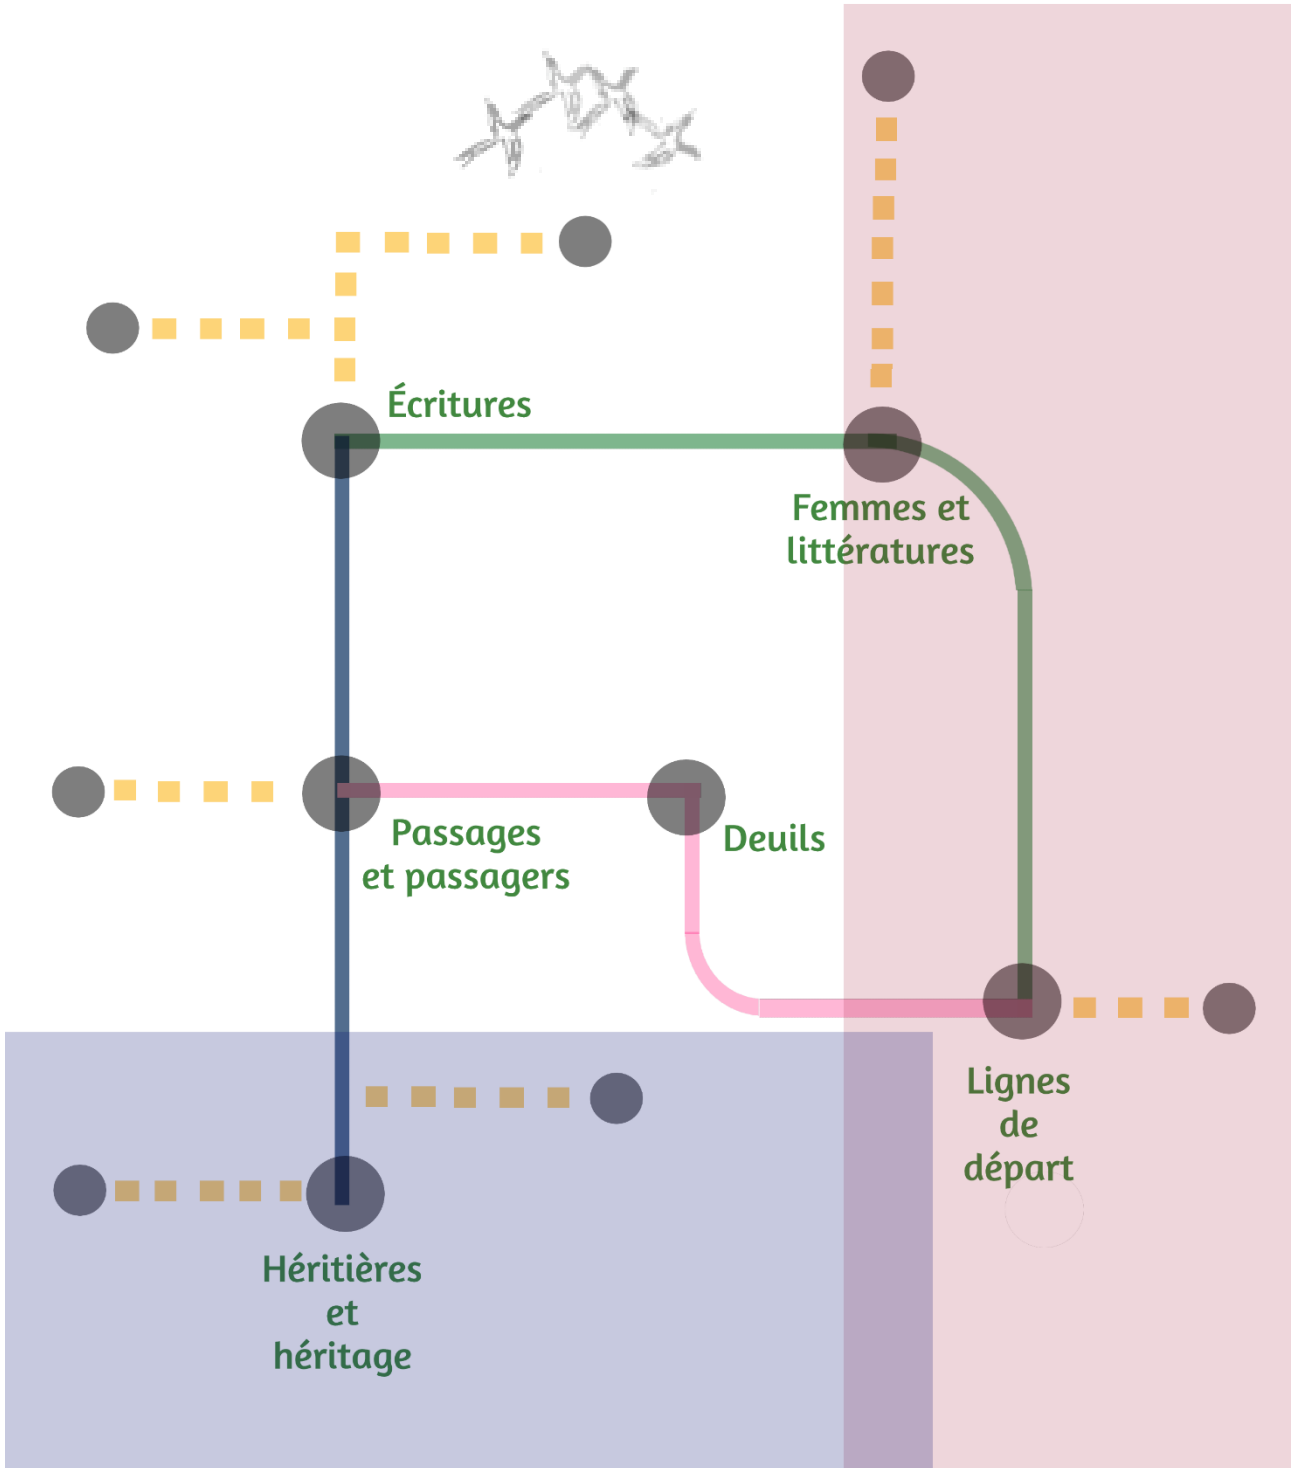 Écritures
Femmes et
littératures
Passages
et passagers
Deuils
Lignes
de
départ
Héritières
et
héritage